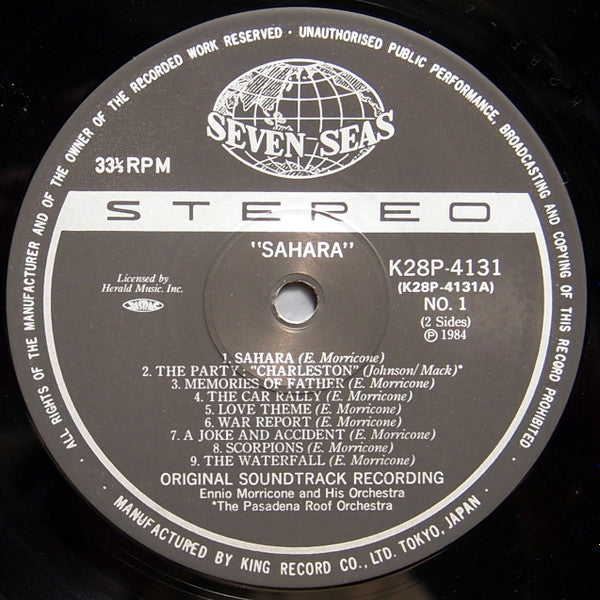 ALL RIGHTS OF THE MANUFACTURER AND OF THE OWNER OF THE RECORDED WORK RESERVED · UNAUTHORISED PUBLIC PERFORMANCE, BROADCASTING AND COPYING OF THIS RECORD PROHIBITED
SEVEN SEAS
33⅓ RPM
STEREO
"SAHARA"
Licensed by
Herald Music. Inc.
JASRAC
K28P-4131
(K28P-4131A)
NO. 1
(2 Sides)
Ⓟ 1984
1. SAHARA (E. Morricone)
2. THE PARTY: "CHARLESTON" (Johnson/Mack)*
3. MEMORIES OF FATHER (E. Morricone)
4. THE CAR RALLY (E. Morricone)
5. LOVE THEME (E. Morricone)
6. WAR REPORT (E. Morricone)
7. A JOKE AND ACCIDENT (E. Morricone)
8. SCORPIONS (E. Morricone)
9. THE WATERFALL (E. Morricone)
ORIGINAL SOUNDTRACK RECORDING
Ennio Morricone and His Orchestra
*The Pasadena Roof Orchestra
· MANUFACTURED BY KING RECORD CO., LTD. TOKYO, JAPAN ·